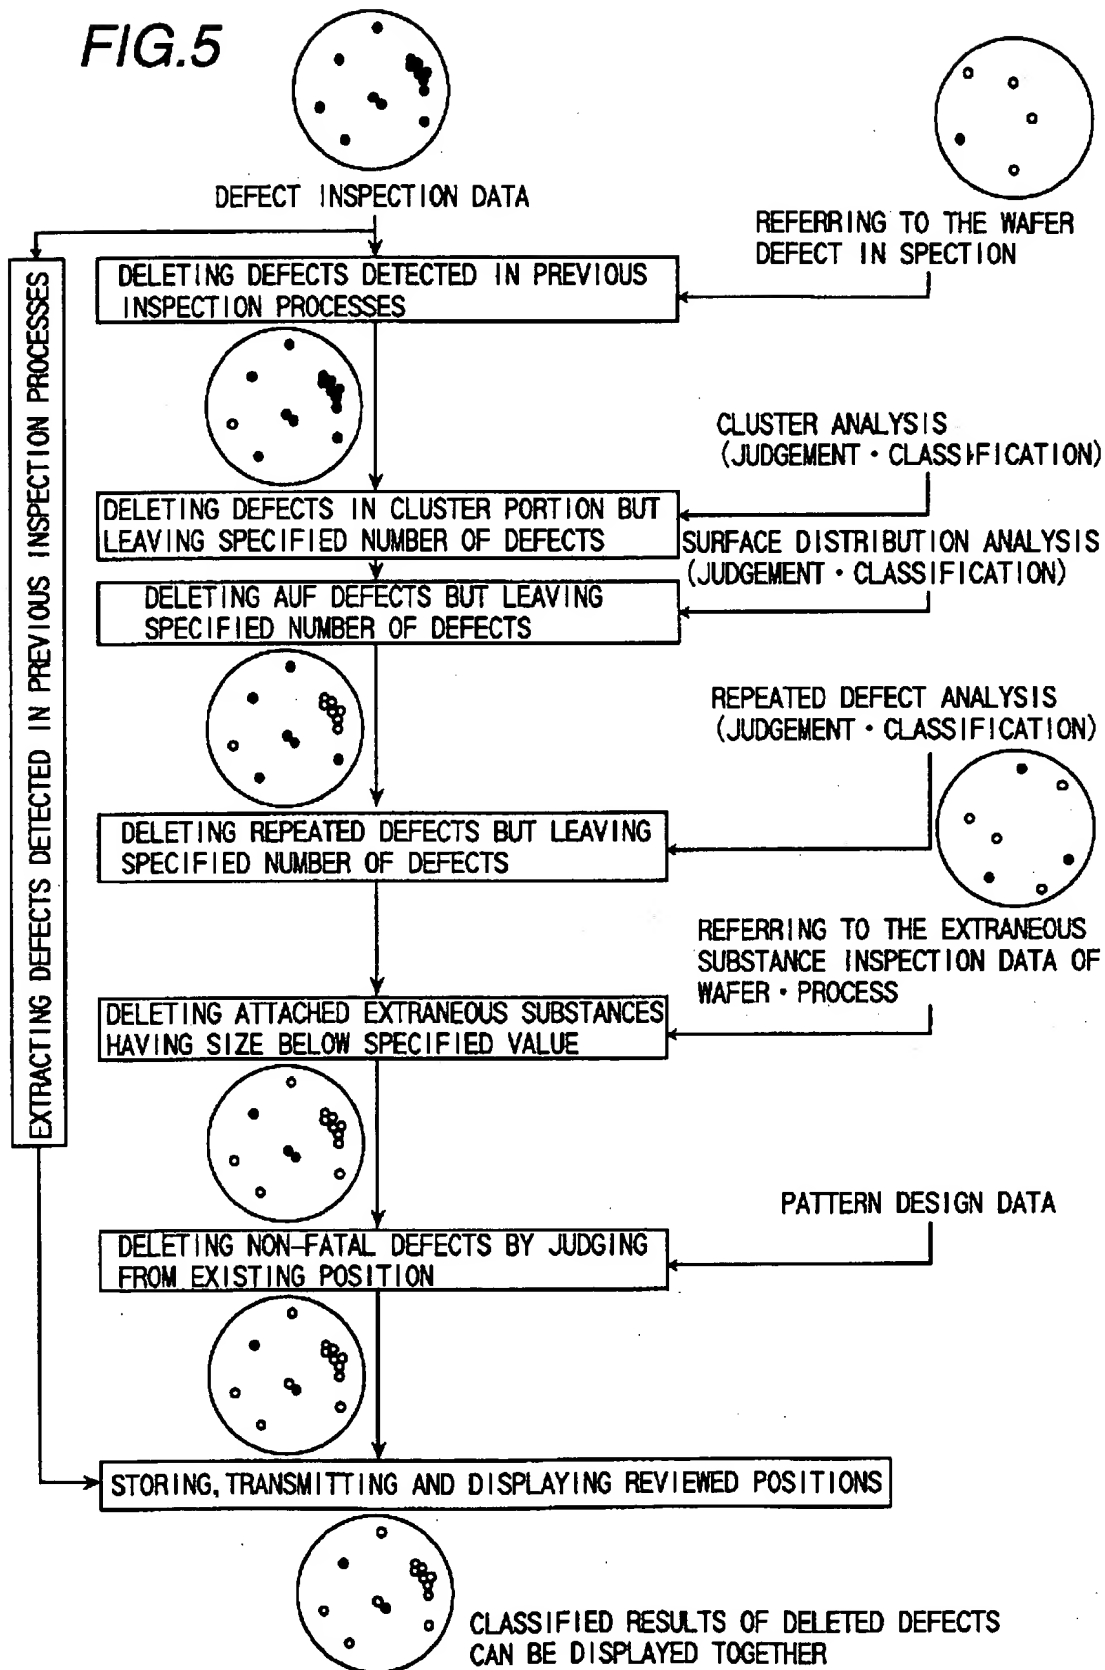 FIG.5
DEFECT INSPECTION DATA
REFERRING TO THE WAFER
DEFECT IN SPECTION
EXTRACTING DEFECTS DETECTED IN PREVIOUS INSPECTION PROCESSES
DELETING DEFECTS DETECTED IN PREVIOUS
INSPECTION PROCESSES
CLUSTER ANALYSIS
(JUDGEMENT・CLASSIFICATION)
DELETING DEFECTS IN CLUSTER PORTION BUT
LEAVING SPECIFIED NUMBER OF DEFECTS
SURFACE DISTRIBUTION ANALYSIS
(JUDGEMENT・CLASSIFICATION)
DELETING AUF DEFECTS BUT LEAVING
SPECIFIED NUMBER OF DEFECTS
REPEATED DEFECT ANALYSIS
(JUDGEMENT・CLASSIFICATION)
DELETING REPEATED DEFECTS BUT LEAVING
SPECIFIED NUMBER OF DEFECTS
REFERRING TO THE EXTRANEOUS
SUBSTANCE INSPECTION DATA OF
WAFER・PROCESS
DELETING ATTACHED EXTRANEOUS SUBSTANCES
HAVING SIZE BELOW SPECIFIED VALUE
PATTERN DESIGN DATA
DELETING NON-FATAL DEFECTS BY JUDGING
FROM EXISTING POSITION
STORING, TRANSMITTING AND DISPLAYING REVIEWED POSITIONS
CLASSIFIED RESULTS OF DELETED DEFECTS
CAN BE DISPLAYED TOGETHER